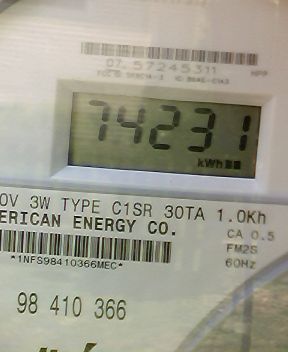 07 57245311
74231
kWh
0V 3W TYPE C1SR 30TA 1.0Kh
ERICAN ENERGY CO.
CA 0.5
*1NFS98410366MEC*
FM2S
60Hz
98 410 366